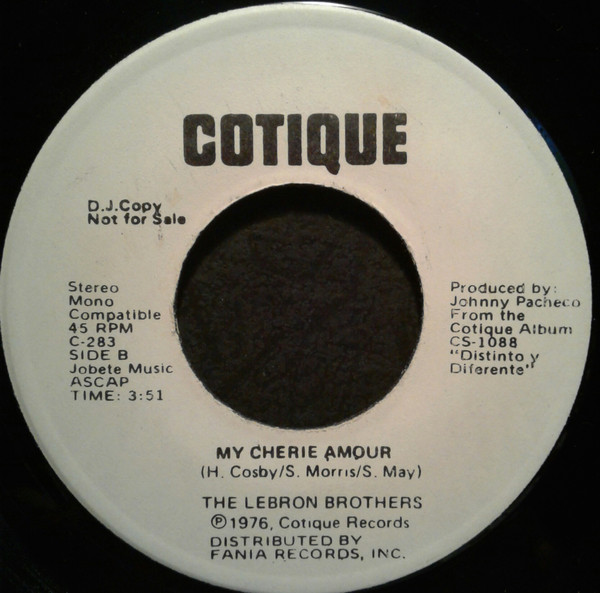 COTIQUE
D.J.Copy
Not for Sale
Stereo
Mono
Compatible
45 RPM
C-283
SIDE B
Jobete Music
ASCAP
TIME: 3:51
Produced by:
Johnny Pacheco
From the
Cotique Album
CS-1088
"Distinto y
Diferente"
MY CHERIE AMOUR
(H. Cosby/S. Morris/S. May)
THE LEBRON BROTHERS
℗1976, Cotique Records
DISTRIBUTED BY
FANIA RECORDS, INC.